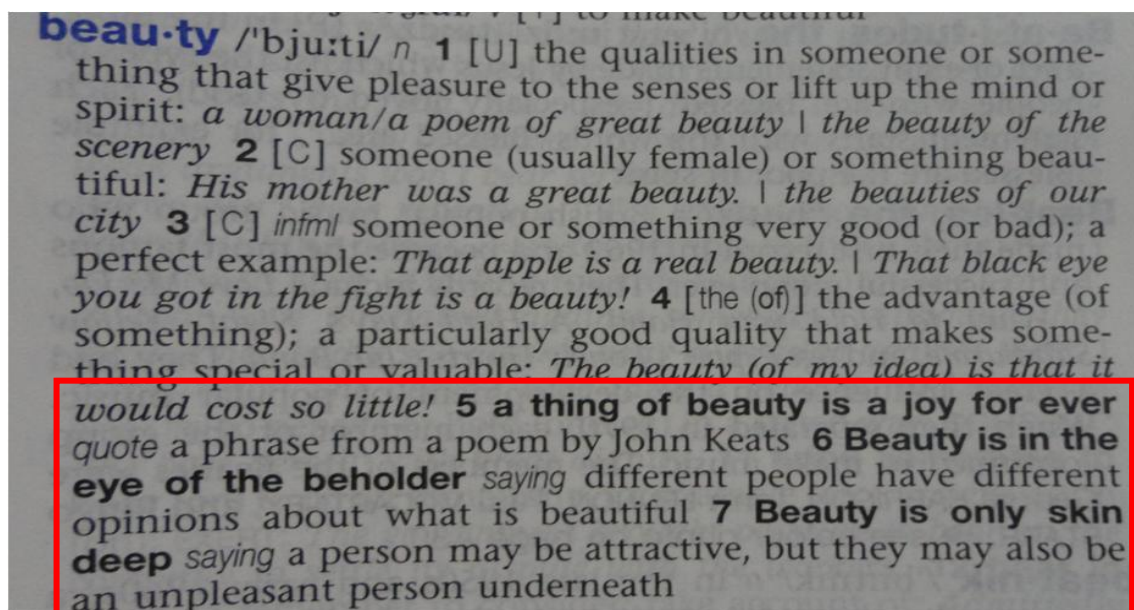 to make beautiful
beau·ty /'bjuːti/ n 1 [U] the qualities in someone or some-
thing that give pleasure to the senses or lift up the mind or
spirit: a woman/a poem of great beauty | the beauty of the
scenery 2 [C] someone (usually female) or something beau-
tiful: His mother was a great beauty. | the beauties of our
city 3 [C] infml someone or something very good (or bad); a
perfect example: That apple is a real beauty. | That black eye
you got in the fight is a beauty! 4 [the (of)] the advantage (of
something); a particularly good quality that makes some-
thing special or valuable: The beauty (of my idea) is that it
would cost so little! 5 a thing of beauty is a joy for ever
quote a phrase from a poem by John Keats 6 Beauty is in the
eye of the beholder saying different people have different
opinions about what is beautiful 7 Beauty is only skin
deep saying a person may be attractive, but they may also be
an unpleasant person underneath